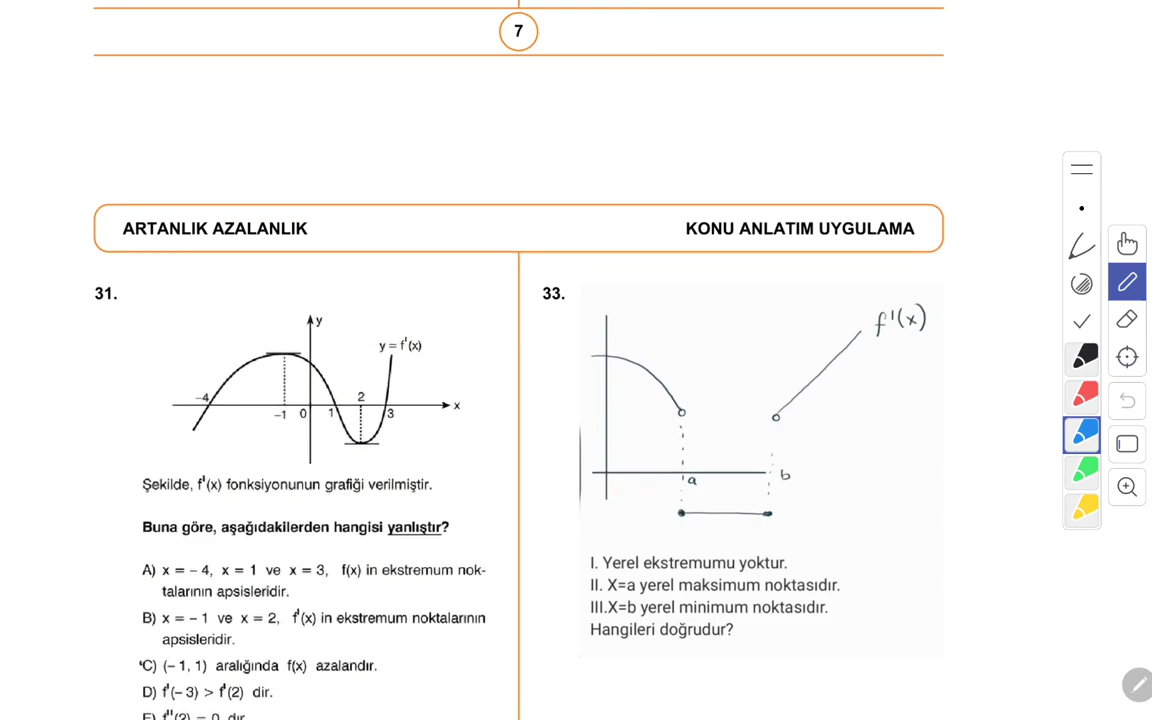 7
ARTANLIK AZALANLIK
KONU ANLATIM UYGULAMA
31.
y
y = f'(x)
-4
-1
0
1
2
3
x
Şekilde, f'(x) fonksiyonunun grafiği verilmiştir.
Buna göre, aşağıdakilerden hangisi yanlıştır?
A) x = – 4, x = 1 ve x = 3, f(x) in ekstremum nok-
talarının apsisleridir.
B) x = – 1 ve x = 2, f'(x) in ekstremum noktalarının
apsisleridir.
C) (– 1, 1) aralığında f(x) azalandır.
D) f'(– 3) > f'(2) dir.
E) f''(2) = 0 dır.
33.
f'(x)
a
b
I. Yerel ekstremumu yoktur.
II. X=a yerel maksimum noktasıdır.
III.X=b yerel minimum noktasıdır.
Hangileri doğrudur?